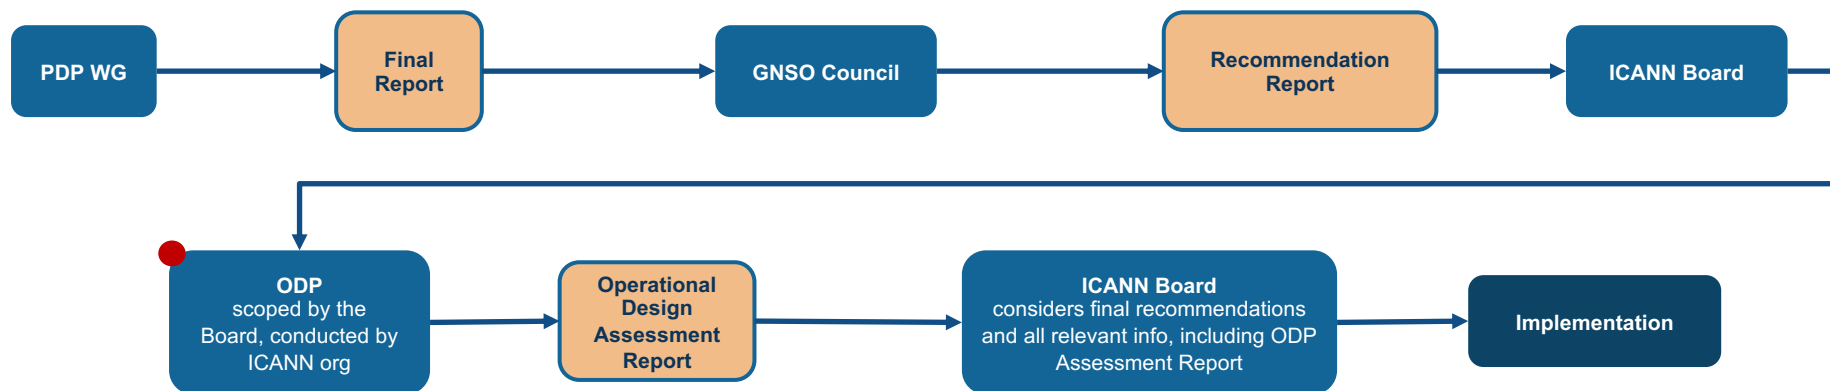 PDP WG
Final
Report
GNSO Council
Recommendation
Report
ICANN Board
ODP
scoped by the
Board, conducted by
ICANN org
Operational
Design
Assessment
Report
ICANN Board
considers final recommendations
and all relevant info, including ODP
Assessment Report
Implementation